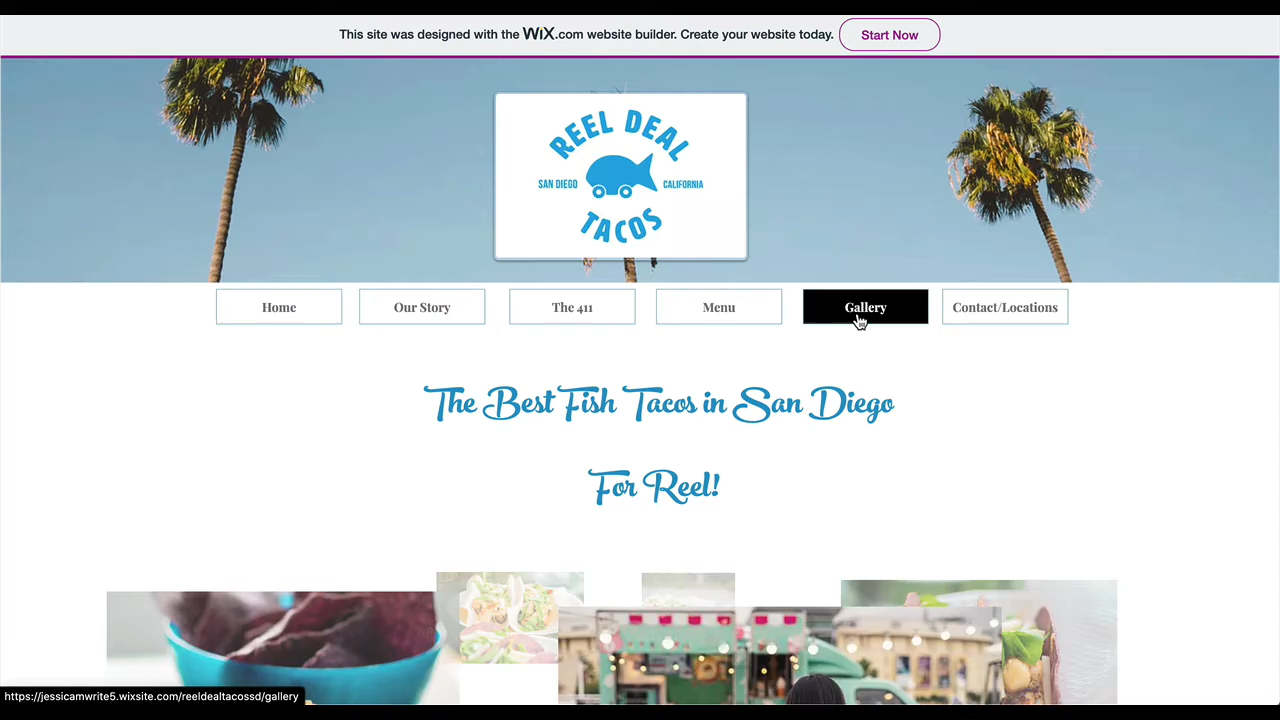 This site was designed with the WiX.com website builder. Create your website today.
Start Now
REEL DEAL
SAN DIEGO
CALIFORNIA
TACOS
Home
Our Story
The 411
Menu
Gallery
Contact/Locations
The Best Fish Tacos in San Diego
For Reel!
https://jessicamwrite5.wixsite.com/reeldealtacossd/gallery